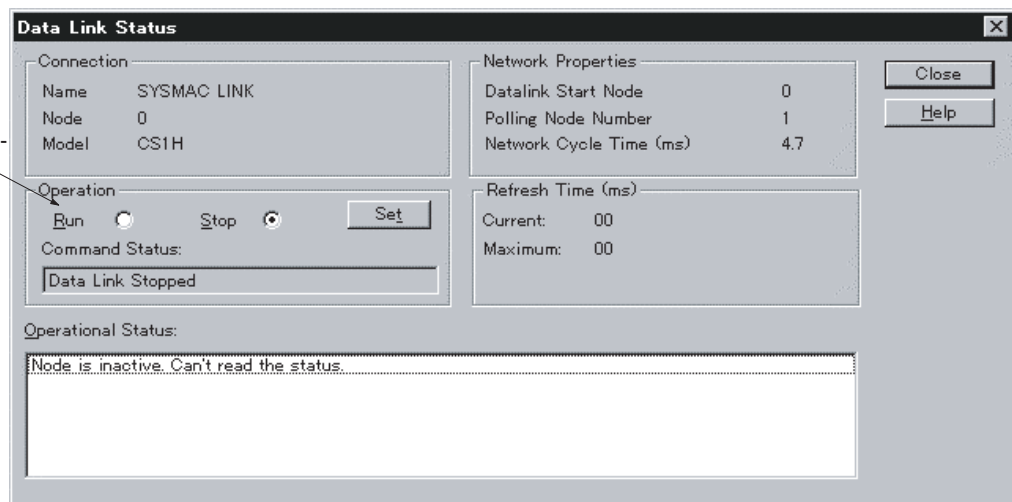 Data Link Status
Connection
Name SYSMAC LINK
Node 0
Model CS1H
Network Properties
Datalink Start Node 0
Polling Node Number 1
Network Cycle Time (ms) 4.7
Close
Help
Operation
Run Stop Set
Command Status:
Data Link Stopped
Refresh Time (ms)
Current: 00
Maximum: 00
Operational Status:
Node is inactive. Can't read the status.